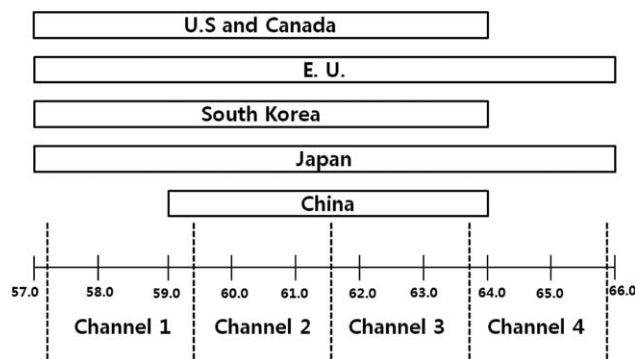 U.S and Canada
E. U.
South Korea
Japan
China
57.0 58.0 59.0 60.0 61.0 62.0 63.0 64.0 65.0 66.0
Channel 1 Channel 2 Channel 3 Channel 4